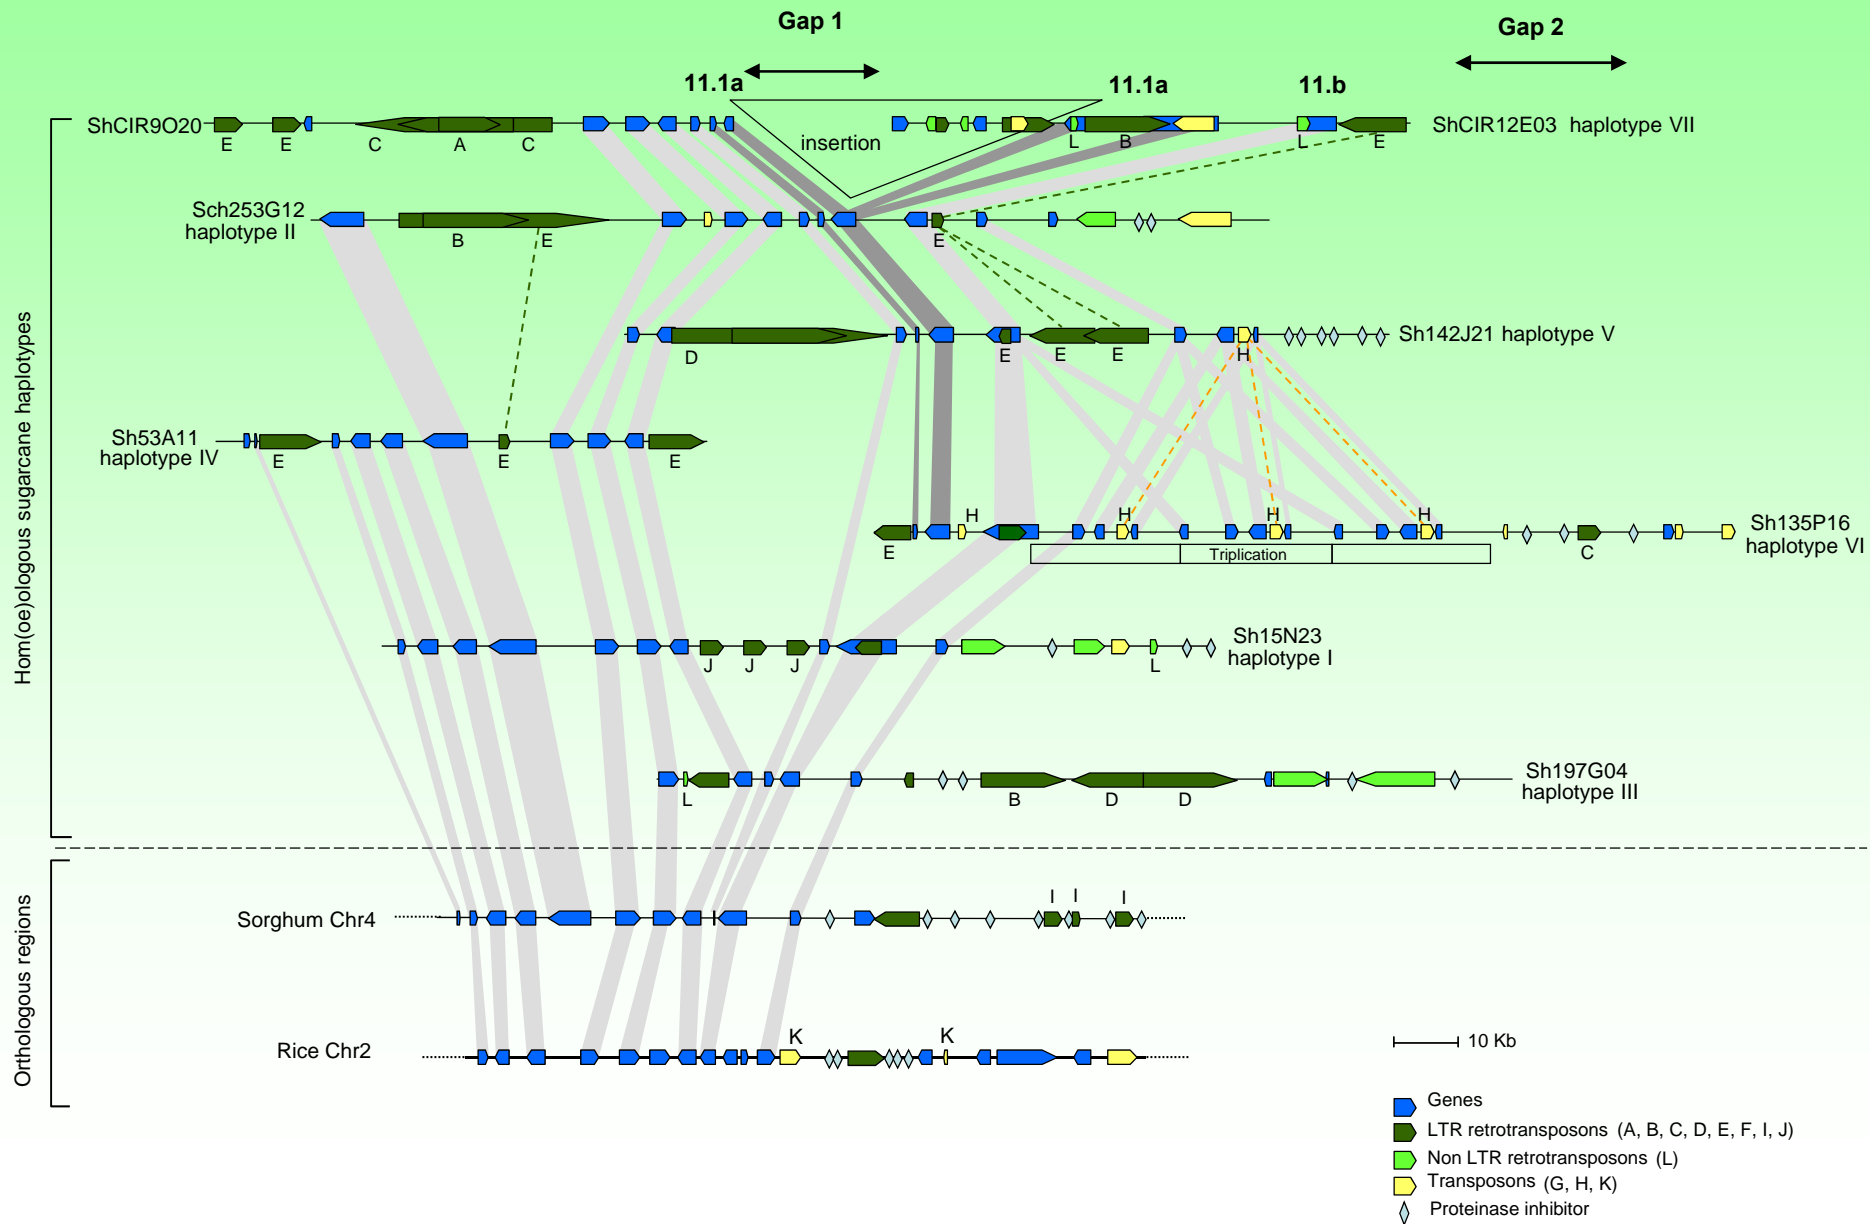 Gap 1
Gap 2
11.1a
11.1a
11.b
ShCIR9O20
insertion
ShCIR12E03 haplotype VII
E E C A C L B L E
Sch253G12
haplotype II
B E E
Sh142J21 haplotype V
D E E E H
Sh53A11
haplotype IV
E E E
H H H H
Sh135P16
haplotype VI
E Triplication C
Sh15N23
haplotype I
J J J L
Sh197G04
haplotype III
L B D D
Hom(oe)ologous sugarcane haplotypes
I I I
Sorghum Chr4
K K
Rice Chr2
Orthologous regions
10 Kb
Genes
LTR retrotransposons (A, B, C, D, E, F, I, J)
Non LTR retrotransposons (L)
Transposons (G, H, K)
Proteinase inhibitor